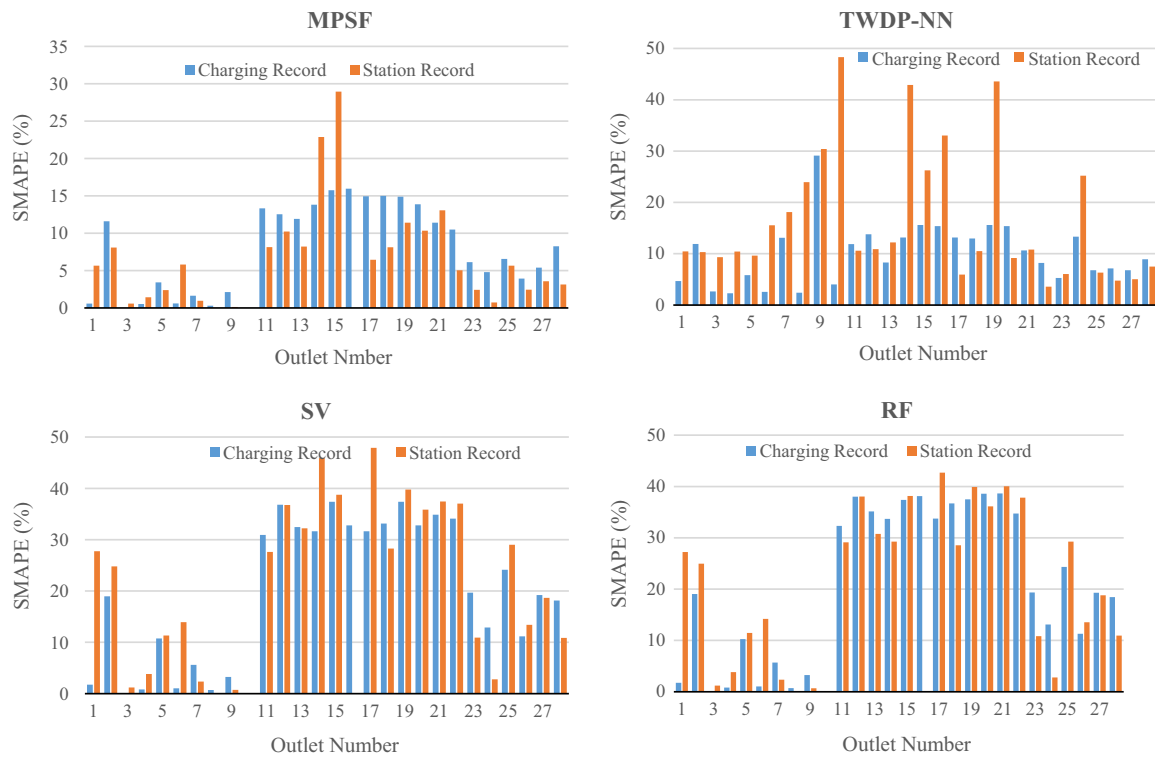 MPSF
35
30
25
20
15
10
5
0
SMAPE (%)
Charging Record
Station Record
1 3 5 7 9 11 13 15 17 19 21 23 25 27
Outlet Nmber
TWDP-NN
50
40
30
20
10
0
SMAPE (%)
Charging Record
Station Record
1 3 5 7 9 11 13 15 17 19 21 23 25 27
Outlet Number
SV
50
40
30
20
10
0
SMAPE (%)
Charging Record
Station Record
1 3 5 7 9 11 13 15 17 19 21 23 25 27
Outlet Number
RF
50
40
30
20
10
0
SMAPE (%)
Charging Record
Station Record
1 3 5 7 9 11 13 15 17 19 21 23 25 27
Outlet Number